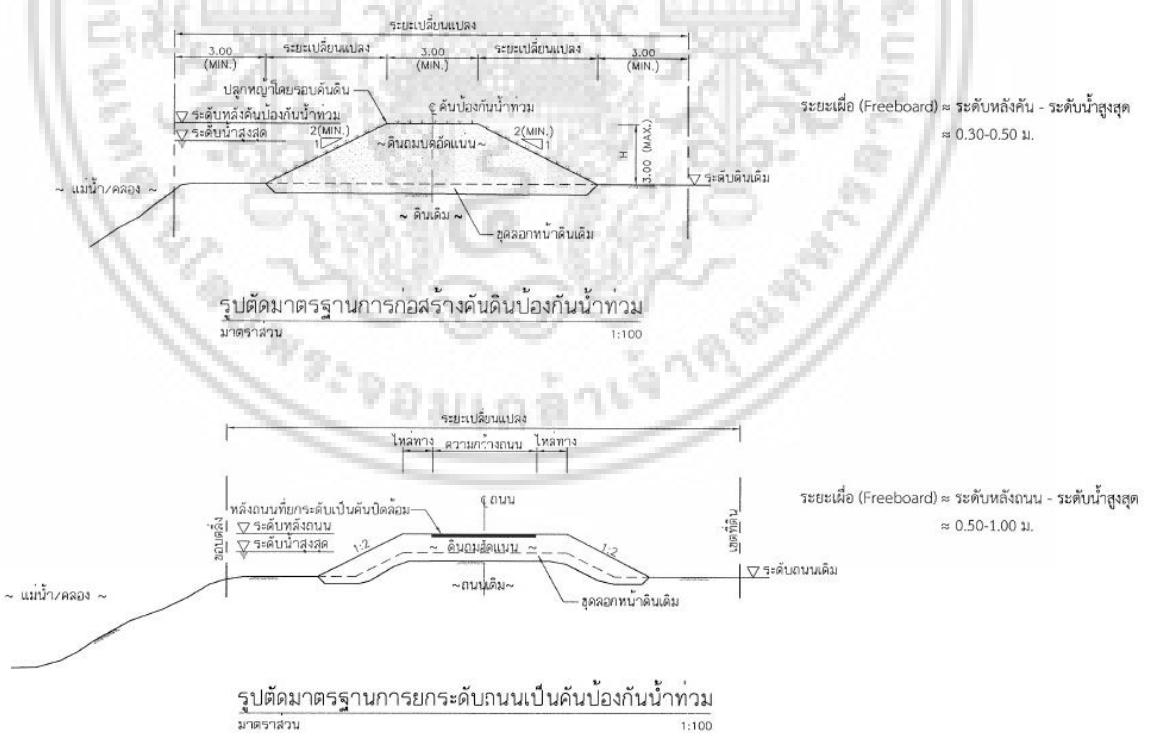 ระยะเปลี่ยนแปลง
3.00 ระยะเปลี่ยนแปลง 3.00 ระยะเปลี่ยนแปลง 3.00
(MIN.) (MIN.) (MIN.)
ปลูกหญ้าโดยรอบคันดิน
℄ คันป้องกันน้ำท่วม
ระยะเผื่อ (Freeboard) ≈ ระดับหลังคัน - ระดับน้ำสูงสุด
≈ 0.30-0.50 ม.
ระดับหลังคันป้องกันน้ำท่วม
ระดับน้ำสูงสุด
2(MIN.)
1
~ดินถมบดอัดแน่น~
2(MIN.)
1
H
3.00 (MAX.)
~ แม่น้ำ/คลอง ~
ระดับดินเดิม
~ ดินเดิม ~
ขุดลอกหน้าดินเดิม
รูปตัดมาตรฐานการก่อสร้างคันดินป้องกันน้ำท่วม
มาตราส่วน 1:100
พระจอมเกล้าเจ้าคุณทหาร
ระยะเปลี่ยนแปลง
ไหล่ทาง ความกว้างถนน ไหล่ทาง
℄ ถนน
ระยะเผื่อ (Freeboard) ≈ ระดับหลังถนน - ระดับน้ำสูงสุด
≈ 0.50-1.00 ม.
หลังถนนที่ยกระดับเป็นคันปิดล้อม
ขอบตลิ่ง
ระดับหลังถนน
ระดับน้ำสูงสุด
1:2
~ ดินถมอัดแน่น ~
1:2
เขตที่ดิน
ระดับถนนเดิม
~ถนนเดิม~
~ แม่น้ำ/คลอง ~
ขุดลอกหน้าดินเดิม
รูปตัดมาตรฐานการยกระดับถนนเป็นคันป้องกันน้ำท่วม
มาตราส่วน 1:100